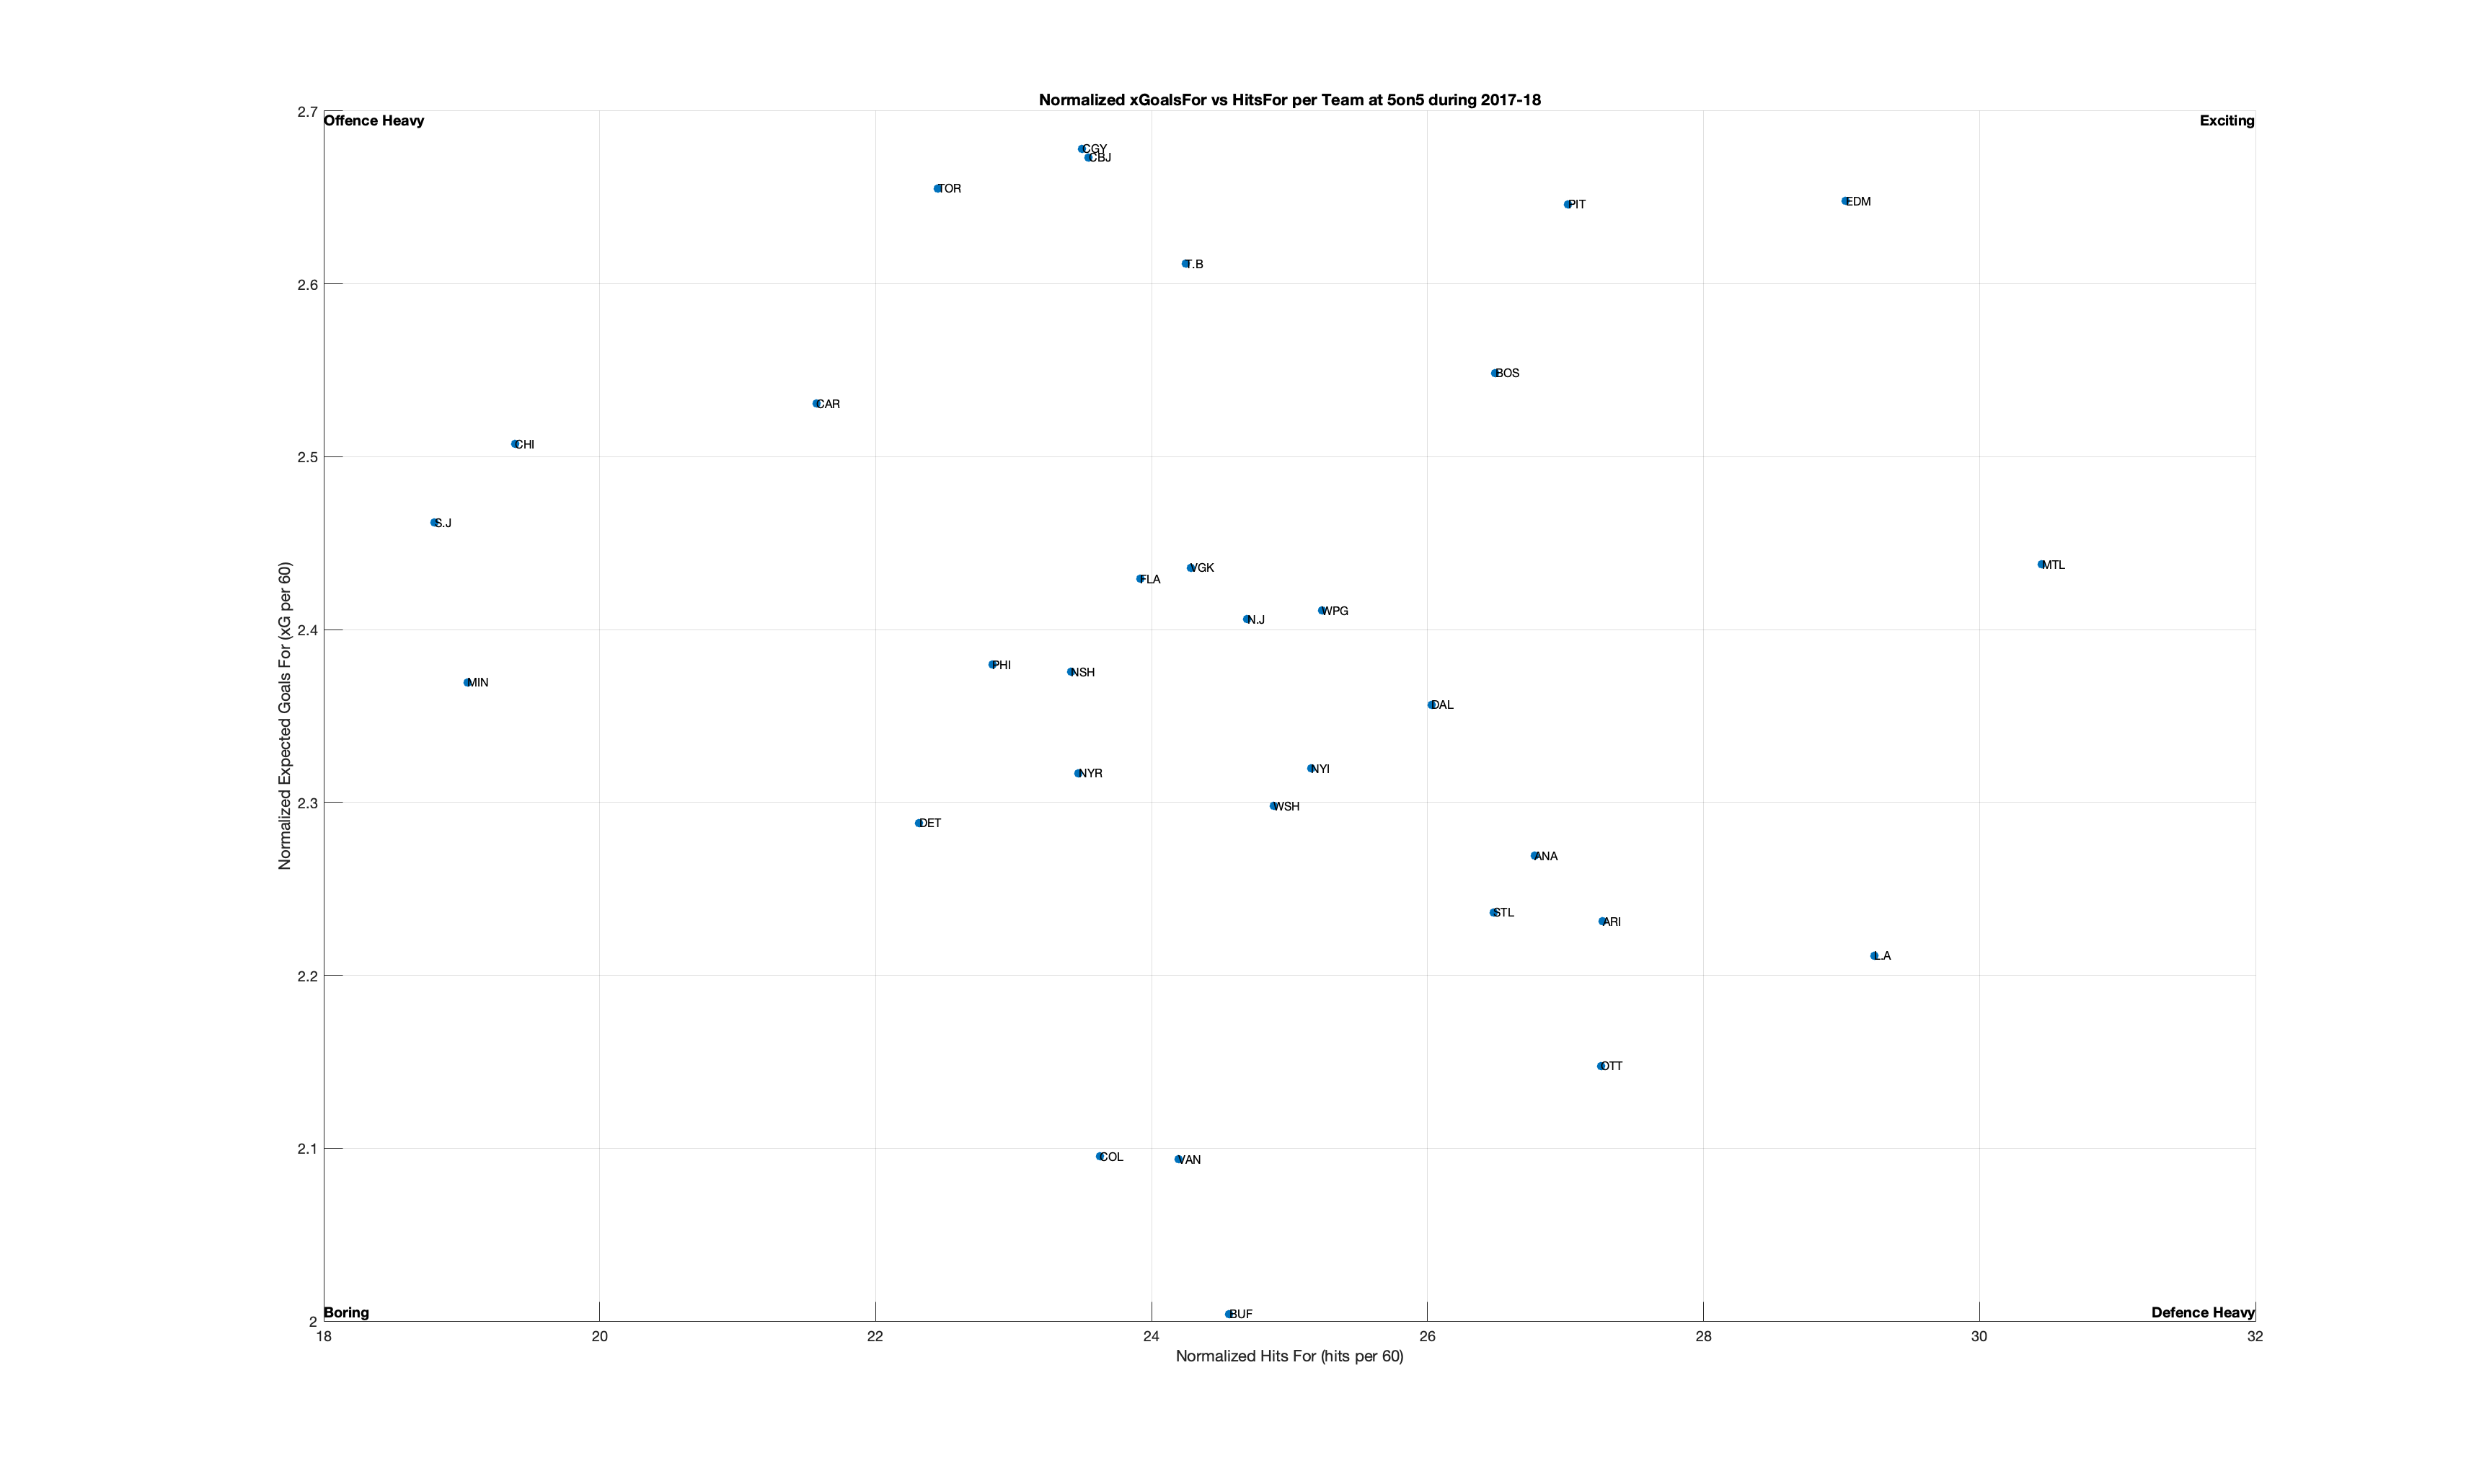 Normalized xGoalsFor vs HitsFor per Team at 5on5 during 2017-18
2.7
Offence Heavy
Exciting
CGY
CBJ
TOR
EDM
PIT
T.B
2.6
BOS
CAR
CHI
2.5
S.J
MTL
VGK
FLA
WPG
N.J
2.4
PHI
NSH
MIN
DAL
NYI
NYR
2.3
WSH
DET
ANA
STL
ARI
L.A
2.2
OTT
2.1
COL
VAN
Boring
BUF
Defence Heavy
2
18 20 22 24 26 28 30 32
Normalized Hits For (hits per 60)
Normalized Expected Goals For (xG per 60)